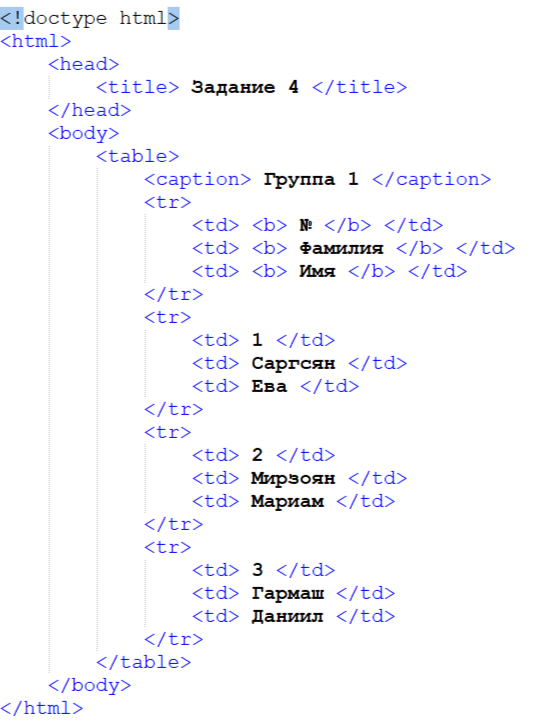 <!doctype html>
<html>
<head>
<title> Задание 4 </title>
</head>
<body>
<table>
<caption> Группа 1 </caption>
<tr>
<td> <b> № </b> </td>
<td> <b> Фамилия </b> </td>
<td> <b> Имя </b> </td>
</tr>
<tr>
<td> 1 </td>
<td> Саргсян </td>
<td> Ева </td>
</tr>
<tr>
<td> 2 </td>
<td> Мирзоян </td>
<td> Мариам </td>
</tr>
<tr>
<td> 3 </td>
<td> Гармаш </td>
<td> Даниил </td>
</tr>
</table>
</body>
</html>